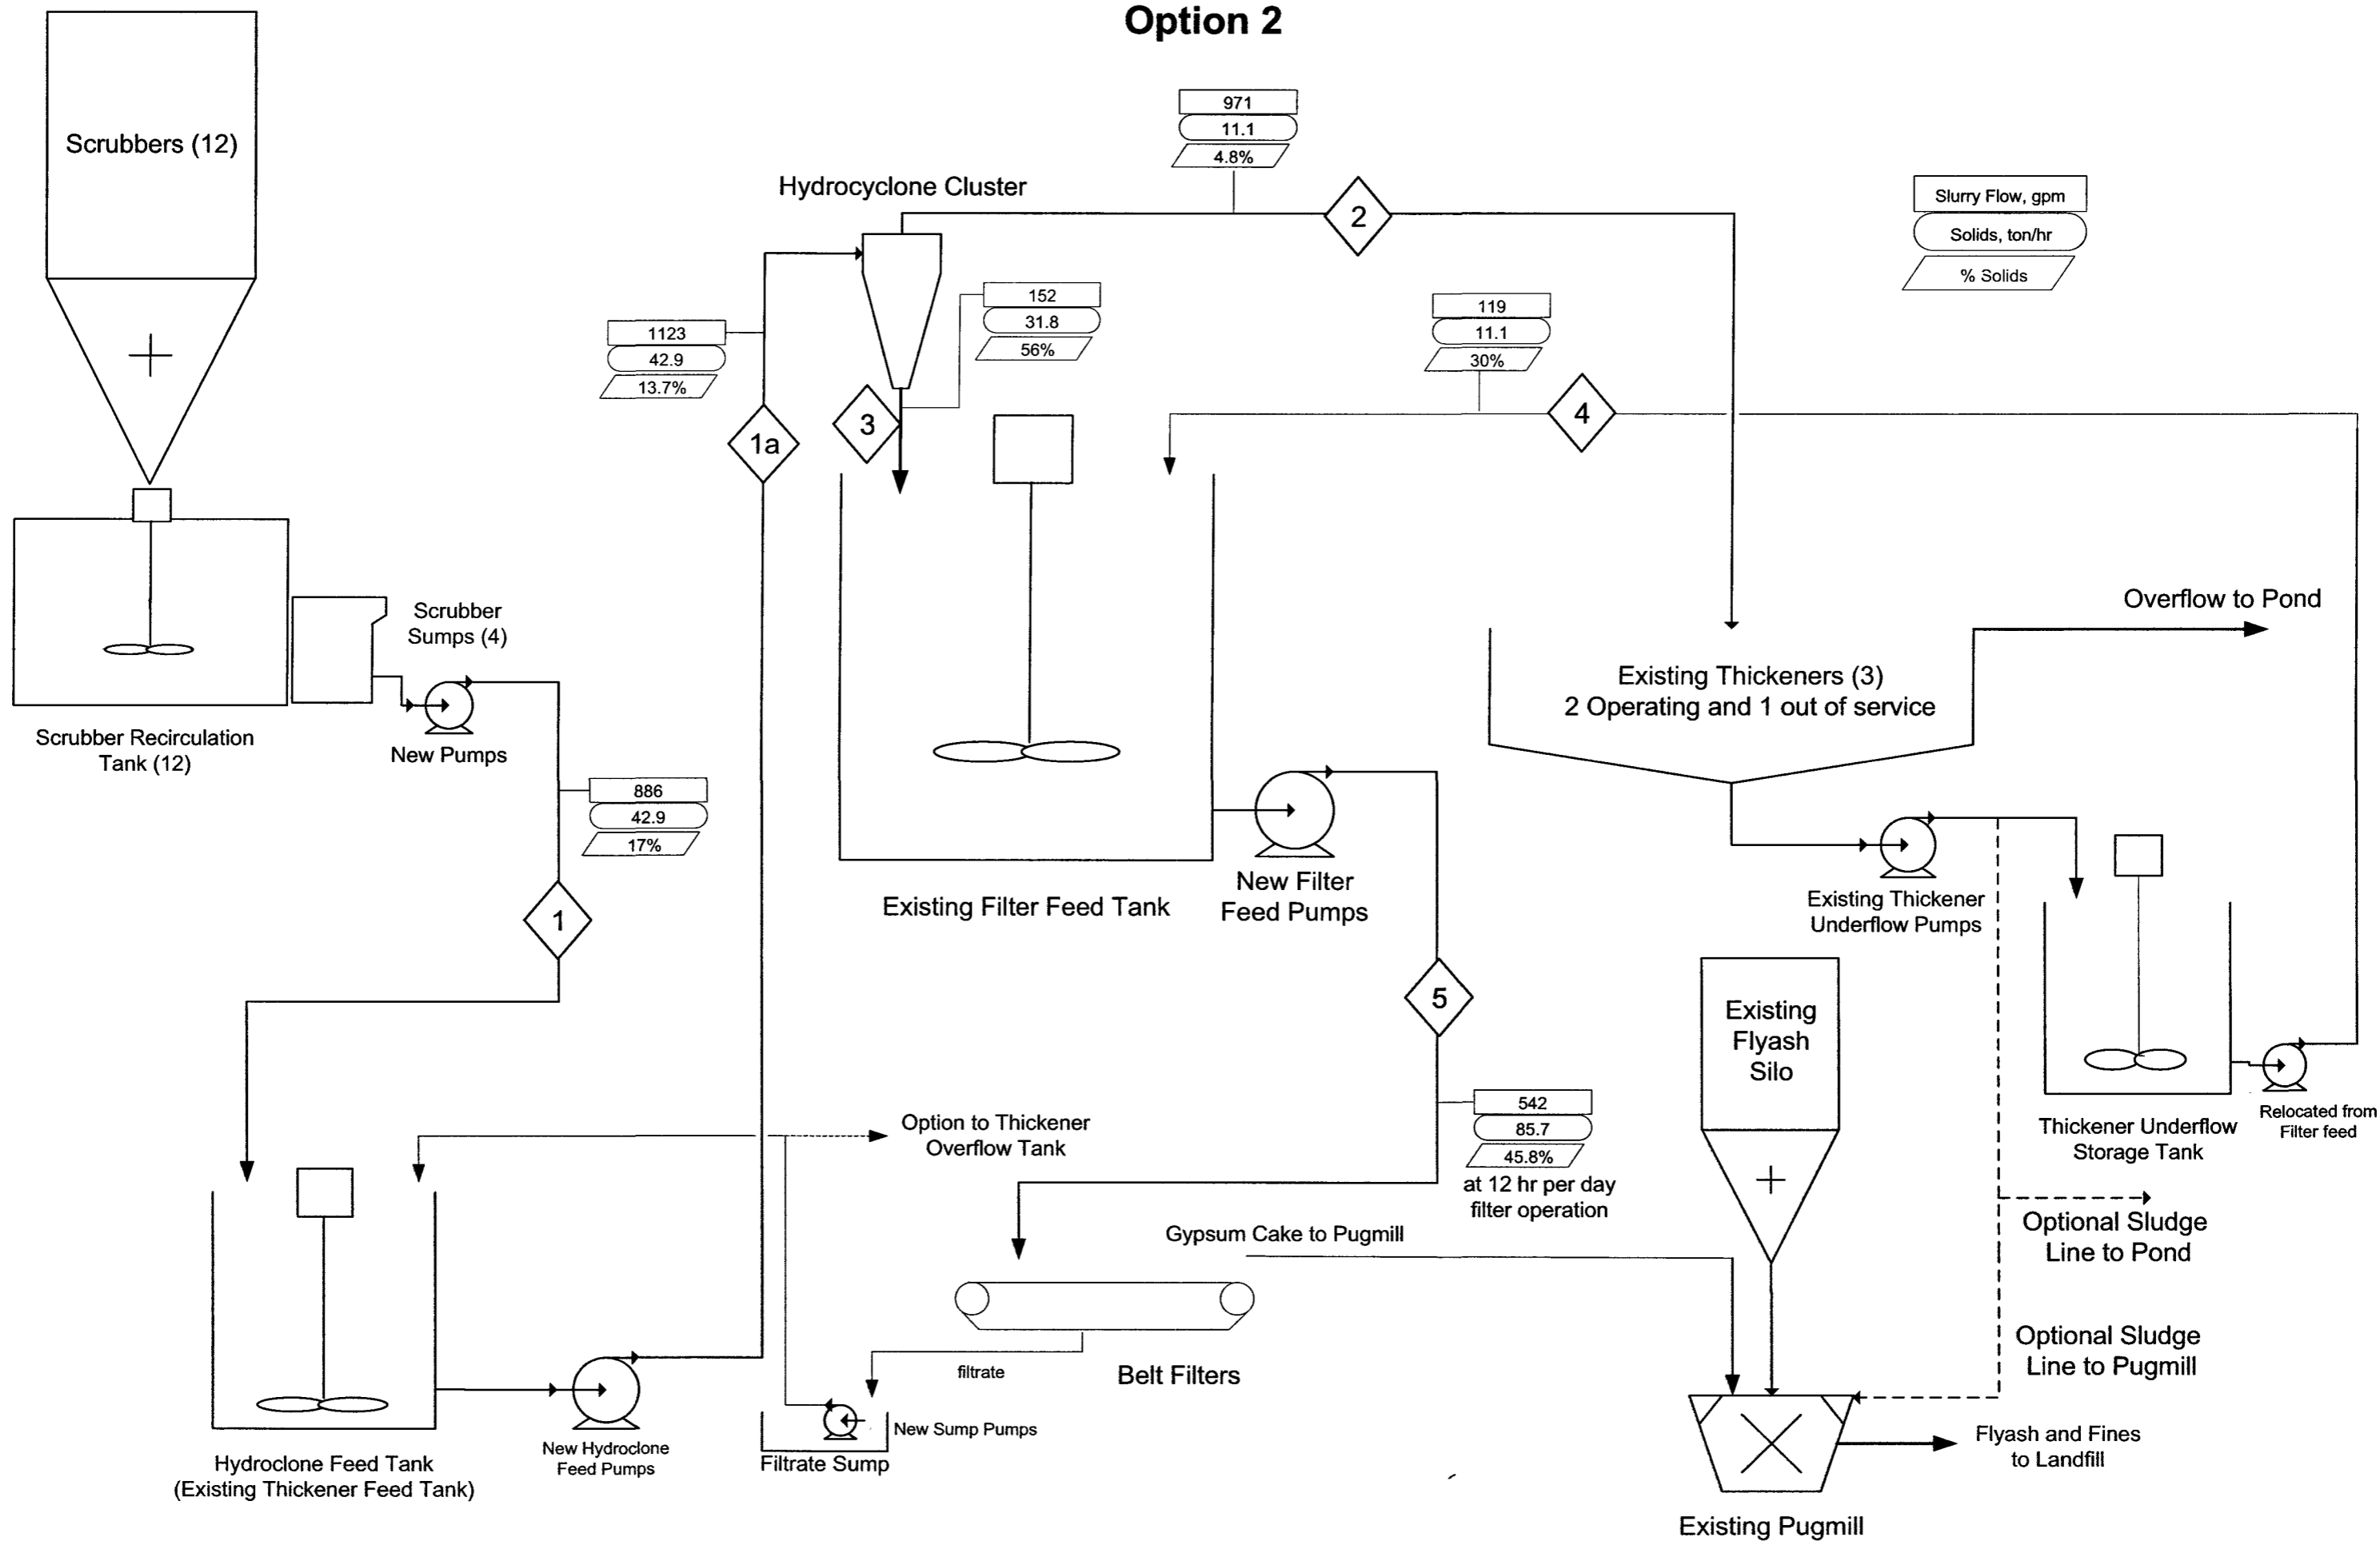 Option 2
Scrubbers (12)
971
11.1
4.8%
Hydrocyclone Cluster
2
Slurry Flow, gpm
Solids, ton/hr
% Solids
1123
42.9
13.7%
152
31.8
56%
119
11.1
30%
3
1a
4
Scrubber
Sumps (4)
New Pumps
Scrubber Recirculation
Tank (12)
886
42.9
17%
1
Overflow to Pond
Existing Thickeners (3)
2 Operating and 1 out of service
Existing Filter Feed Tank
New Filter
Feed Pumps
Existing Thickener
Underflow Pumps
5
Existing
Flyash
Silo
Thickener Underflow
Storage Tank
Relocated from
Filter feed
Option to Thickener
Overflow Tank
542
85.7
45.8%
at 12 hr per day
filter operation
Optional Sludge
Line to Pond
Gypsum Cake to Pugmill
filtrate
Belt Filters
Optional Sludge
Line to Pugmill
New Sump Pumps
Filtrate Sump
New Hydroclone
Feed Pumps
Hydroclone Feed Tank
(Existing Thickener Feed Tank)
Flyash and Fines
to Landfill
Existing Pugmill